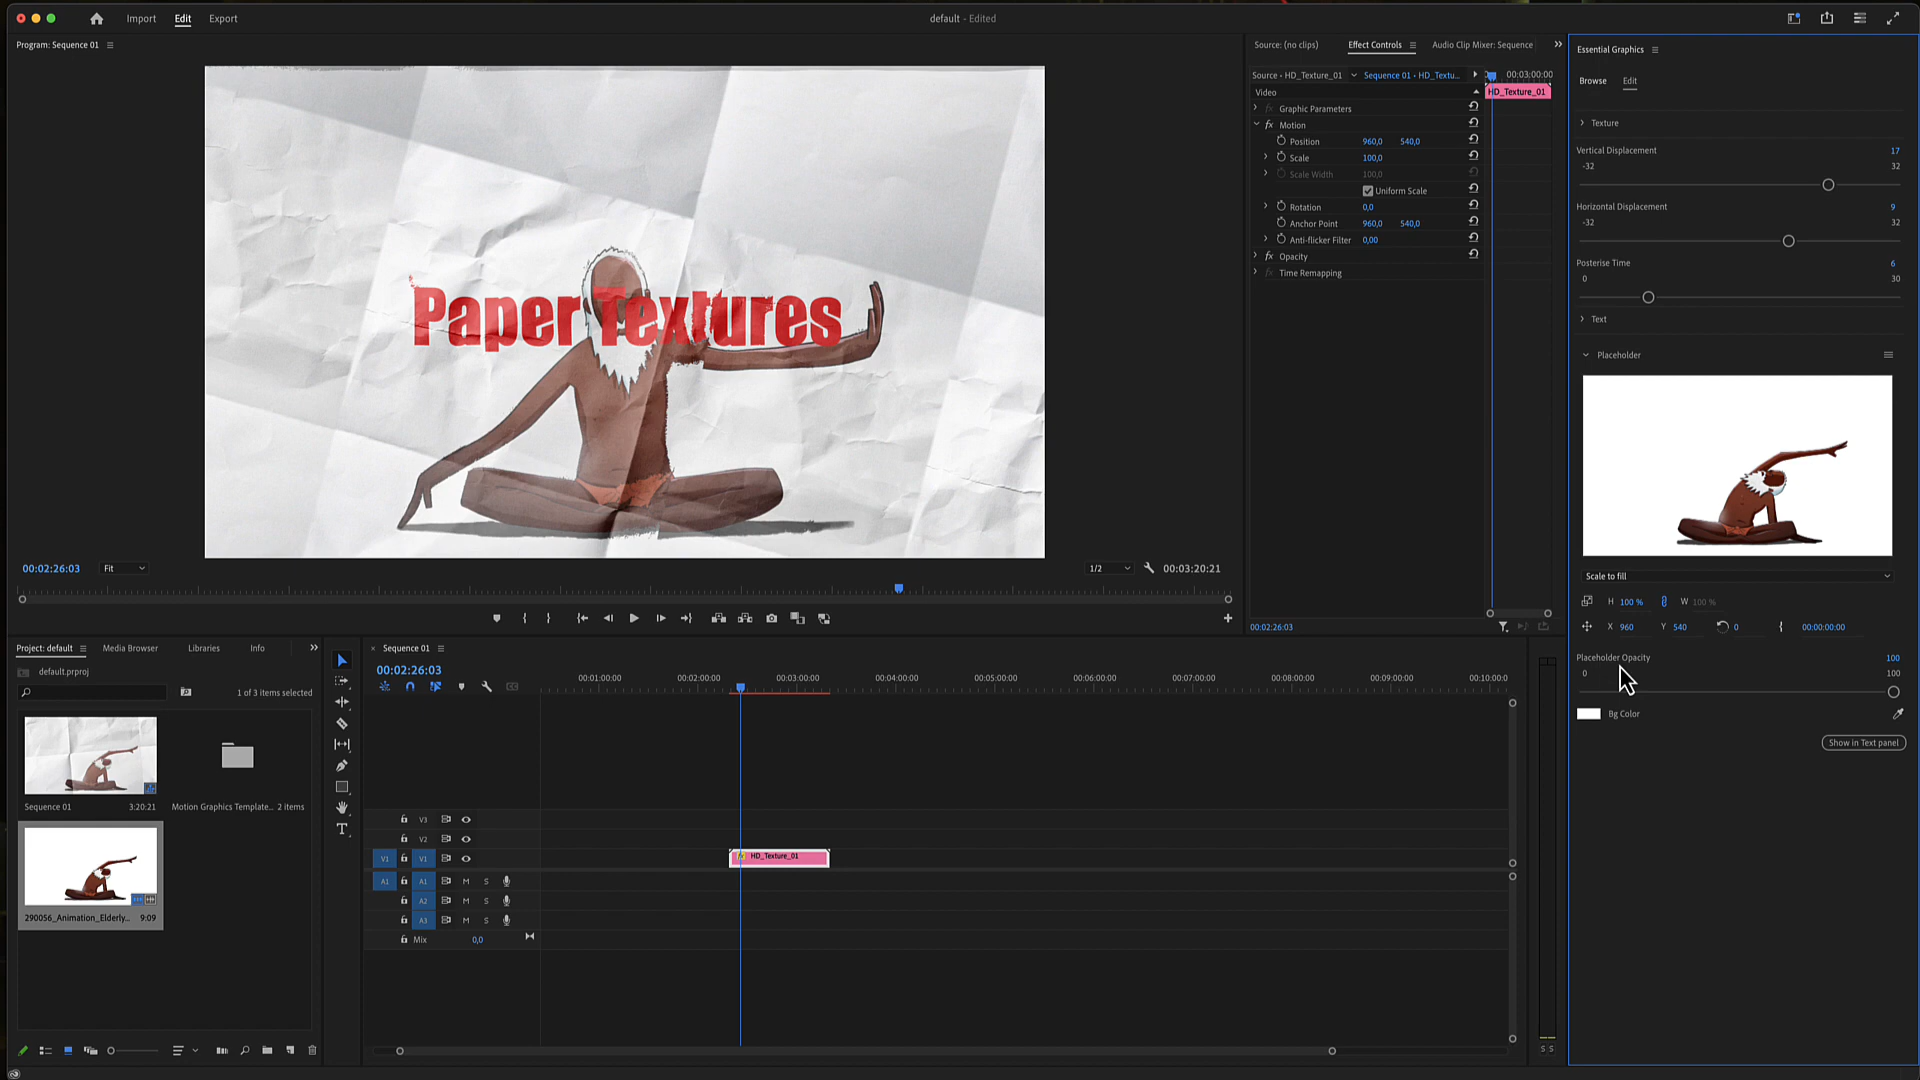 Import
Edit
Export
default - Edited
Program: Sequence 01
Paper Textures
00:02:26:03
Fit
1/2
00:03:20:21
Source: (no clips)
Effect Controls
Audio Clip Mixer: Sequence
Source • HD_Texture_01
Sequence 01 • HD_Textu...
00:03:00:00
Video
HD_Texture_01
fx Graphic Parameters
fx Motion
Position 960,0 540,0
Scale 100,0
Scale Width 100,0
Uniform Scale
Rotation 0,0
Anchor Point 960,0 540,0
Anti-flicker Filter 0,00
fx Opacity
fx Time Remapping
00:02:26:03
Essential Graphics
Browse
Edit
Texture
Vertical Displacement 17
-32 32
Horizontal Displacement 9
-32 32
Posterise Time 6
0 30
Text
Placeholder
Scale to fill
H 100 % W 100 %
X 960 Y 540 0 00:00:00:00
Placeholder Opacity 100
0 100
Bg Color
Show in Text panel
Project: default
Media Browser
Libraries
Info
default.prproj
1 of 3 items selected
Sequence 01 3:20:21
Motion Graphics Template... 2 items
290056_Animation_Elderly... 9:09
× Sequence 01
00:02:26:03
00:01:00:00 00:02:00:00 00:03:00:00 00:04:00:00 00:05:00:00 00:06:00:00 00:07:00:00 00:08:00:00 00:09:00:00 00:10:00:0
V3
V2
V1 V1
fx HD_Texture_01
A1 A1 M S
A2 M S
A3 M S
Mix 0,0
S S